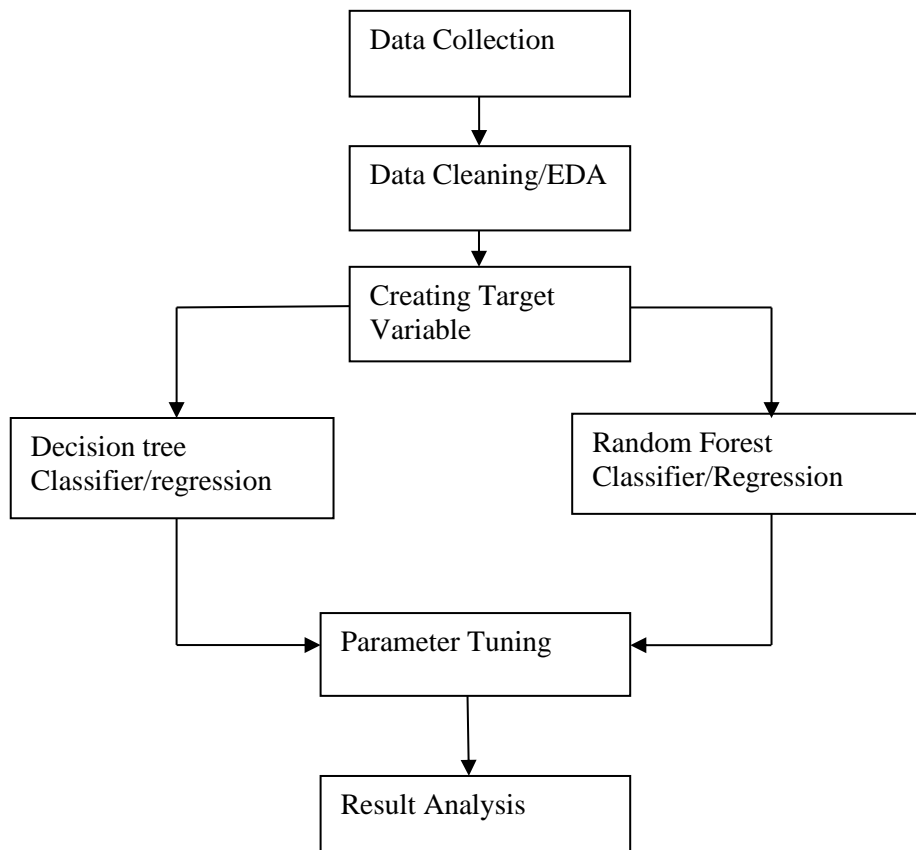 Data Collection
Data Cleaning/EDA
Creating Target
Variable
Decision tree
Classifier/regression
Random Forest
Classifier/Regression
Parameter Tuning
Result Analysis